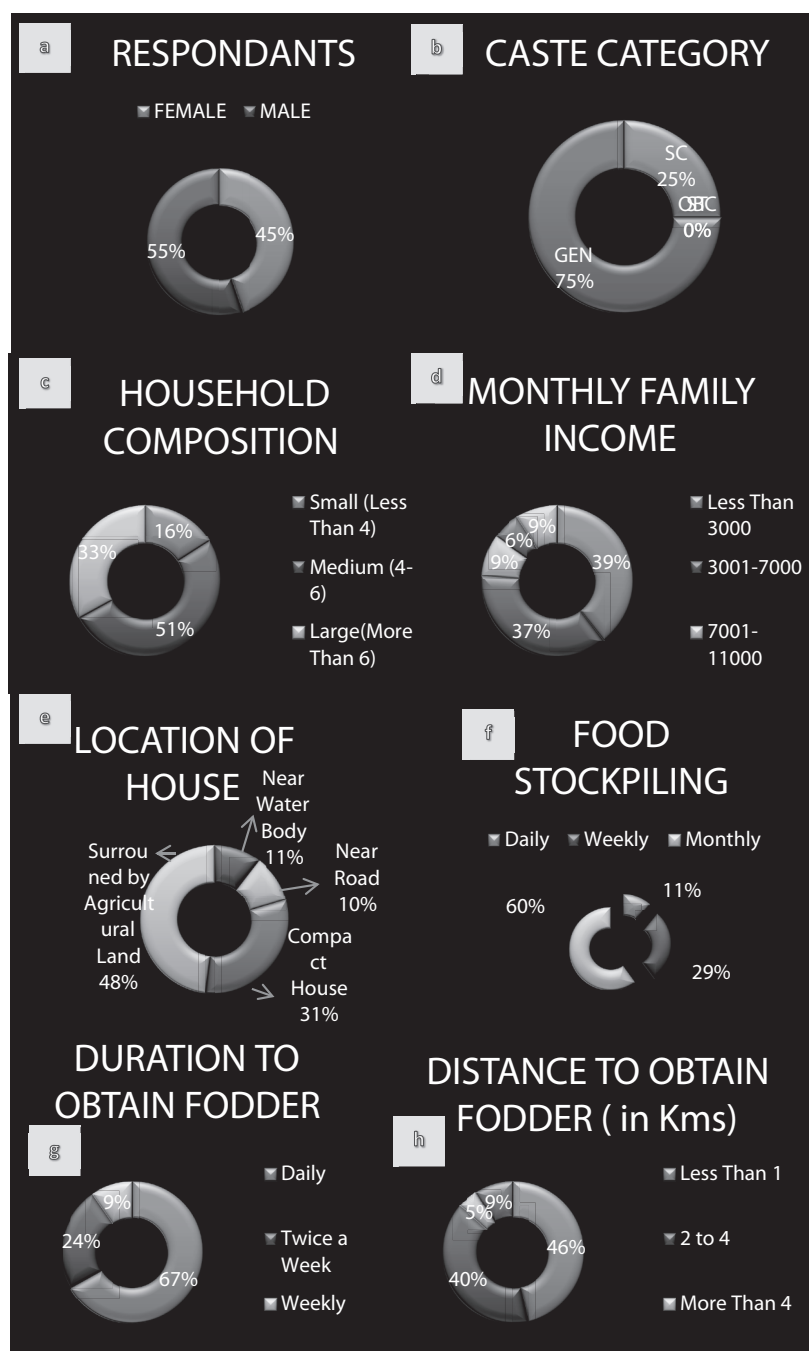 a
RESPONDANTS
FEMALE MALE
45%
55%
b
CASTE CATEGORY
SC
25%
0%
GEN
75%
c
HOUSEHOLD
COMPOSITION
16%
33%
51%
Small (Less
Than 4)
Medium (4-
6)
Large(More
Than 6)
d
MONTHLY FAMILY
INCOME
9%
6%
9%
39%
37%
Less Than
3000
3001-7000
7001-
11000
e
LOCATION OF
HOUSE
Near
Water
Body
11%
Near
Road
10%
Compa
ct
House
31%
Surrou
ned by
Agricult
ural
Land
48%
f
FOOD
STOCKPILING
Daily Weekly Monthly
11%
60%
29%
g
DURATION TO
OBTAIN FODDER
9%
24%
67%
Daily
Twice a
Week
Weekly
h
DISTANCE TO OBTAIN
FODDER ( in Kms)
9%
5%
46%
40%
Less Than 1
2 to 4
More Than 4